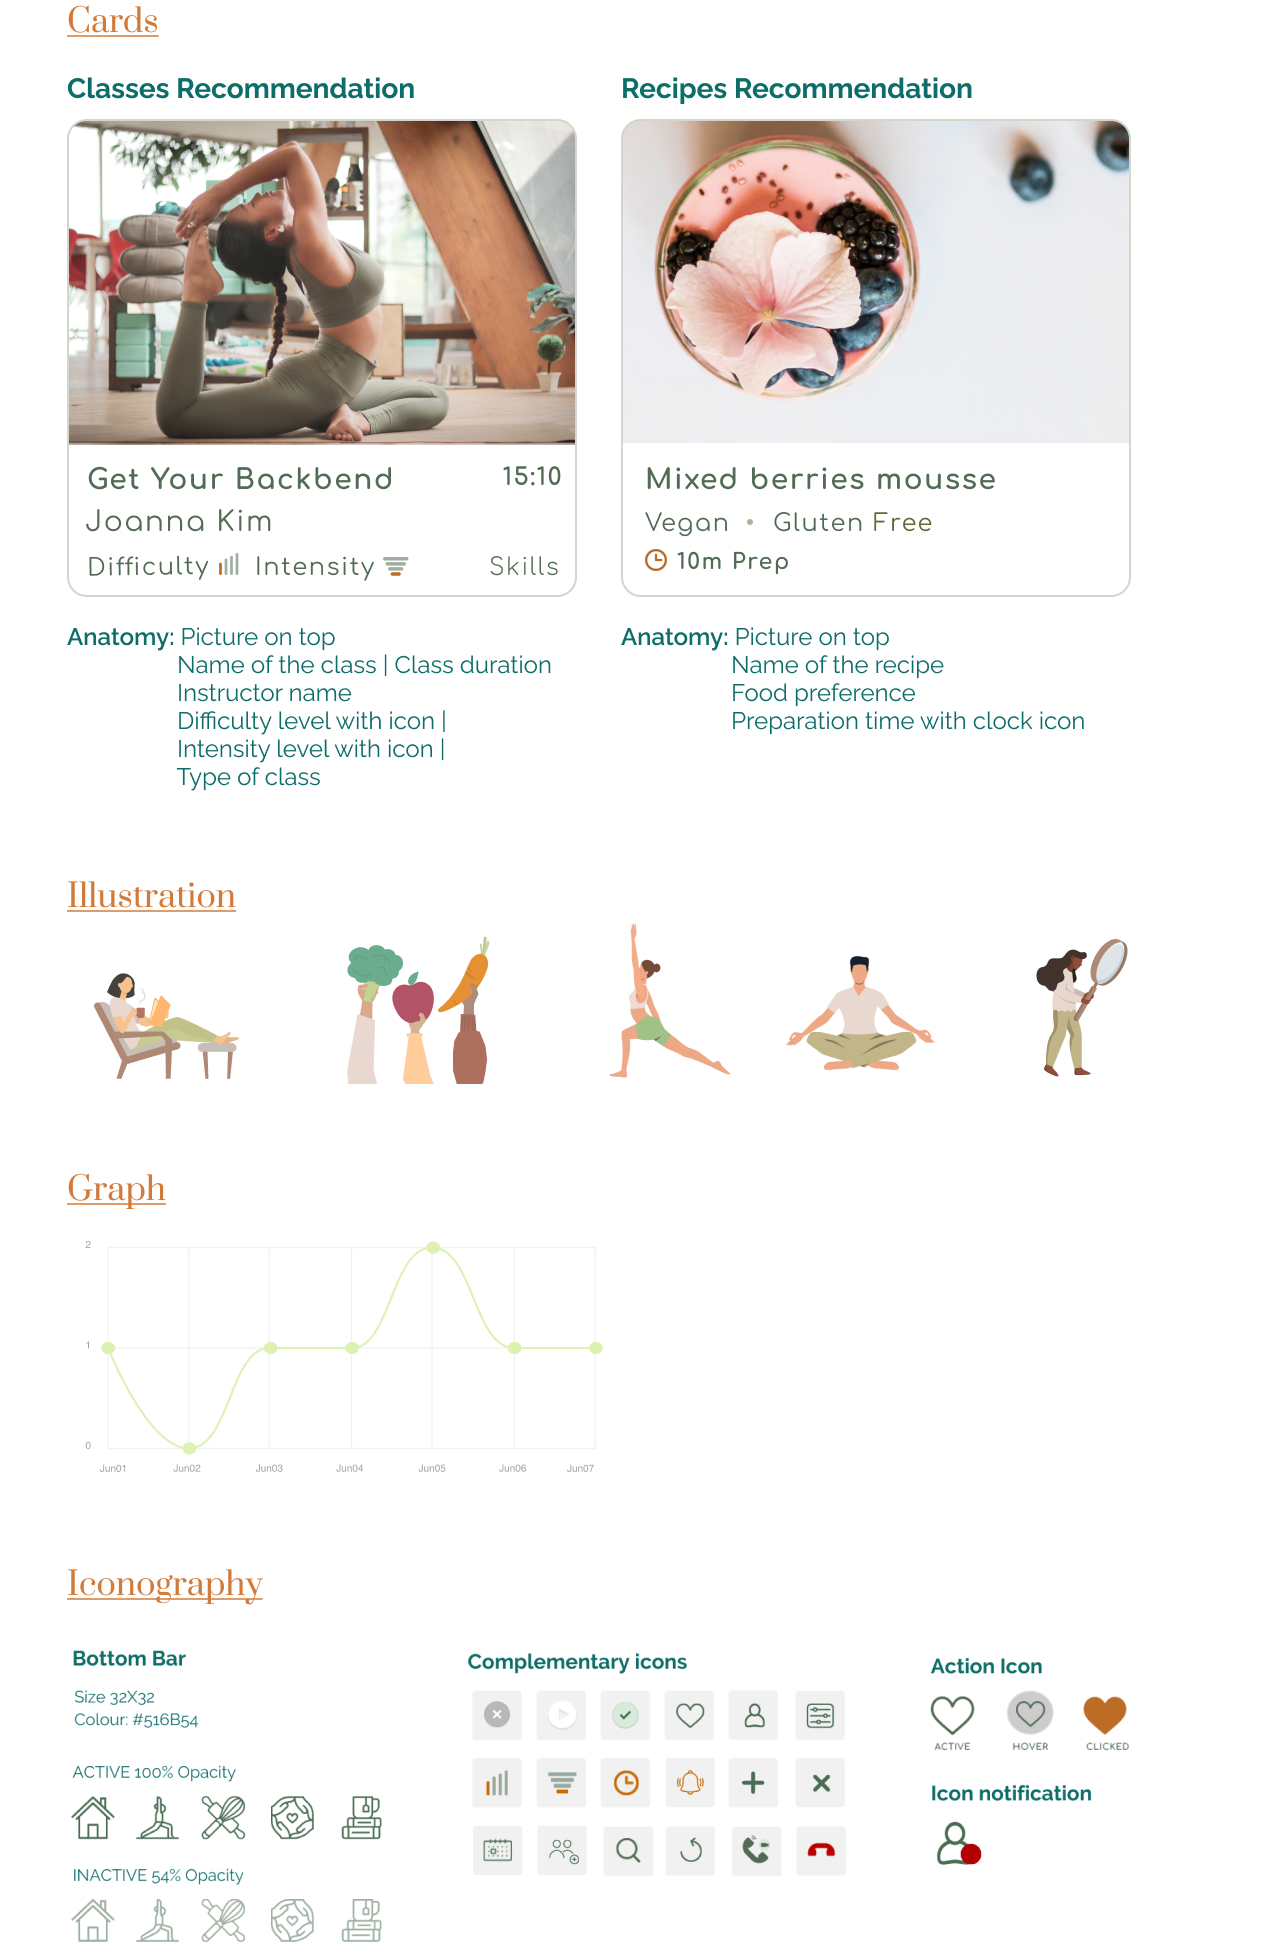 Cards
Classes Recommendation
Get Your Backbend 15:10
Joanna Kim
Difficulty Intensity Skills
Anatomy: Picture on top
Name of the class | Class duration
Instructor name
Difficulty level with icon |
Intensity level with icon |
Type of class
Recipes Recommendation
Mixed berries mousse
Vegan • Gluten Free
10m Prep
Anatomy: Picture on top
Name of the recipe
Food preference
Preparation time with clock icon
Illustration
Graph
2
1
0
Jun01 Jun02 Jun03 Jun04 Jun05 Jun06 Jun07
Iconography
Bottom Bar
Size 32X32
Colour: #516B54
ACTIVE 100% Opacity
INACTIVE 54% Opacity
Complementary icons
Action Icon
ACTIVE HOVER CLICKED
Icon notification